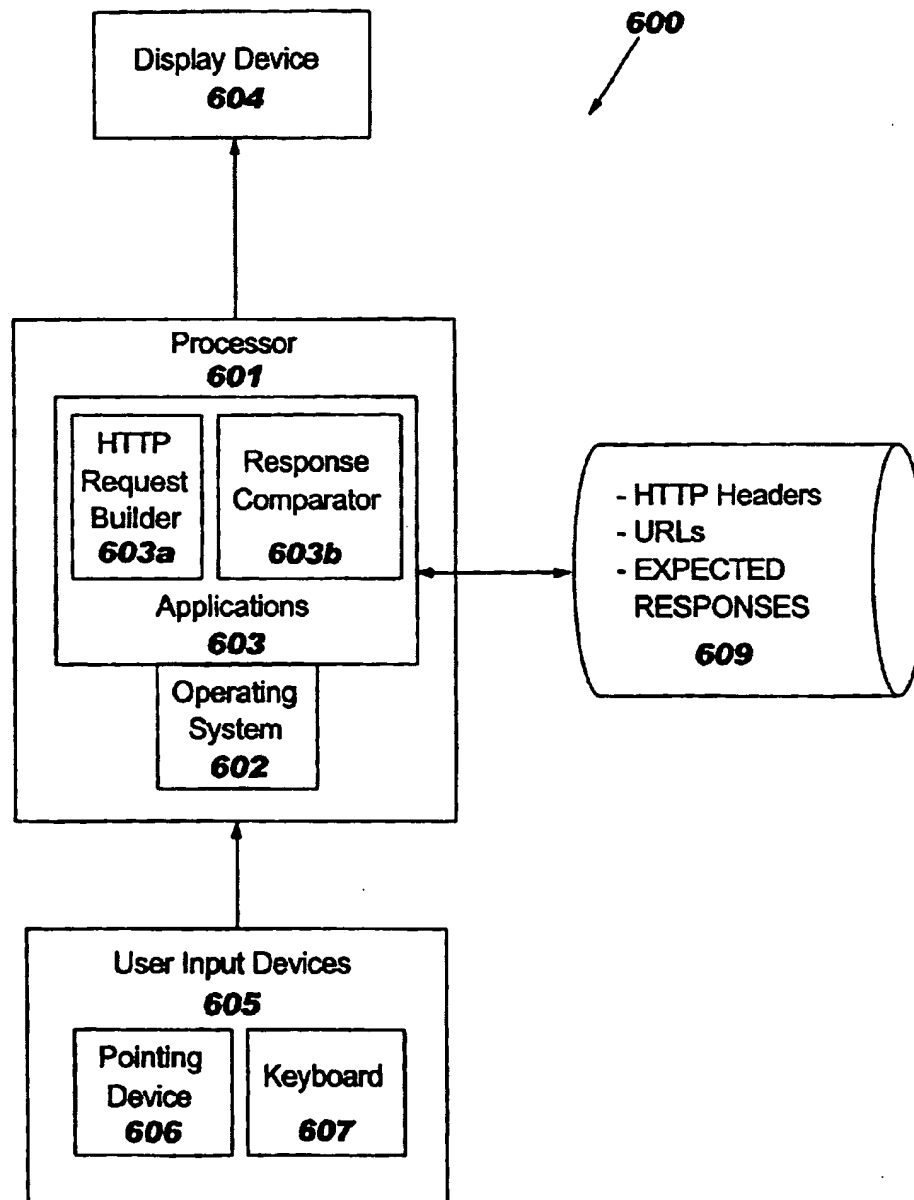 600
Display Device
604
Processor
601
HTTP
Request
Builder
603a
Response
Comparator
603b
Applications
603
Operating
System
602
- HTTP Headers
- URLs
- EXPECTED
RESPONSES
609
User Input Devices
605
Pointing
Device
606
Keyboard
607